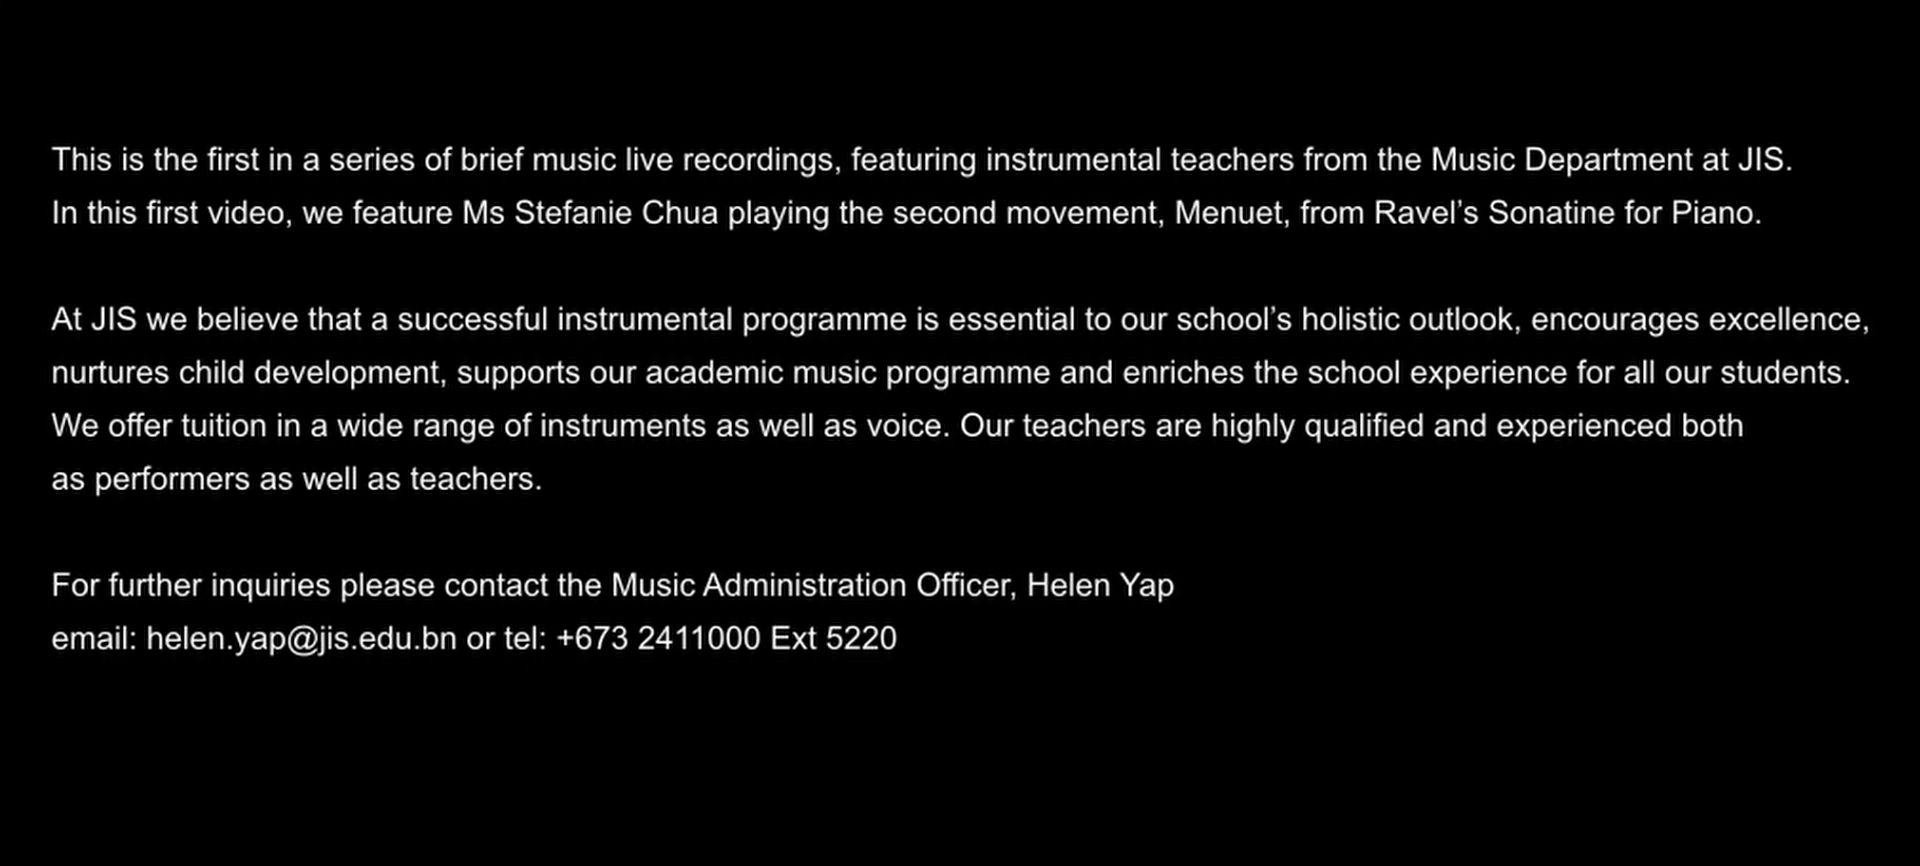 This is the first in a series of brief music live recordings, featuring instrumental teachers from the Music Department at JIS.
In this first video, we feature Ms Stefanie Chua playing the second movement, Menuet, from Ravel’s Sonatine for Piano.
At JIS we believe that a successful instrumental programme is essential to our school’s holistic outlook, encourages excellence,
nurtures child development, supports our academic music programme and enriches the school experience for all our students.
We offer tuition in a wide range of instruments as well as voice. Our teachers are highly qualified and experienced both
as performers as well as teachers.
For further inquiries please contact the Music Administration Officer, Helen Yap
email: helen.yap@jis.edu.bn or tel: +673 2411000 Ext 5220